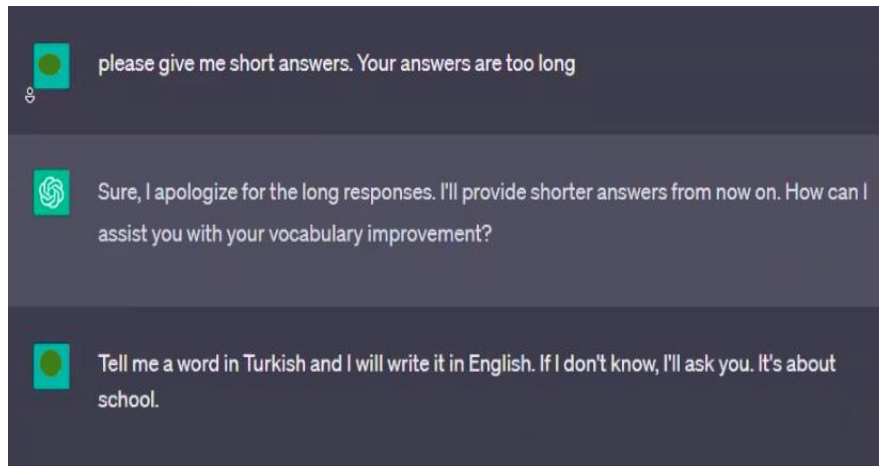 please give me short answers. Your answers are too long
Sure, I apologize for the long responses. I'll provide shorter answers from now on. How can I
assist you with your vocabulary improvement?
Tell me a word in Turkish and I will write it in English. If I don't know, I'll ask you. It's about
school.